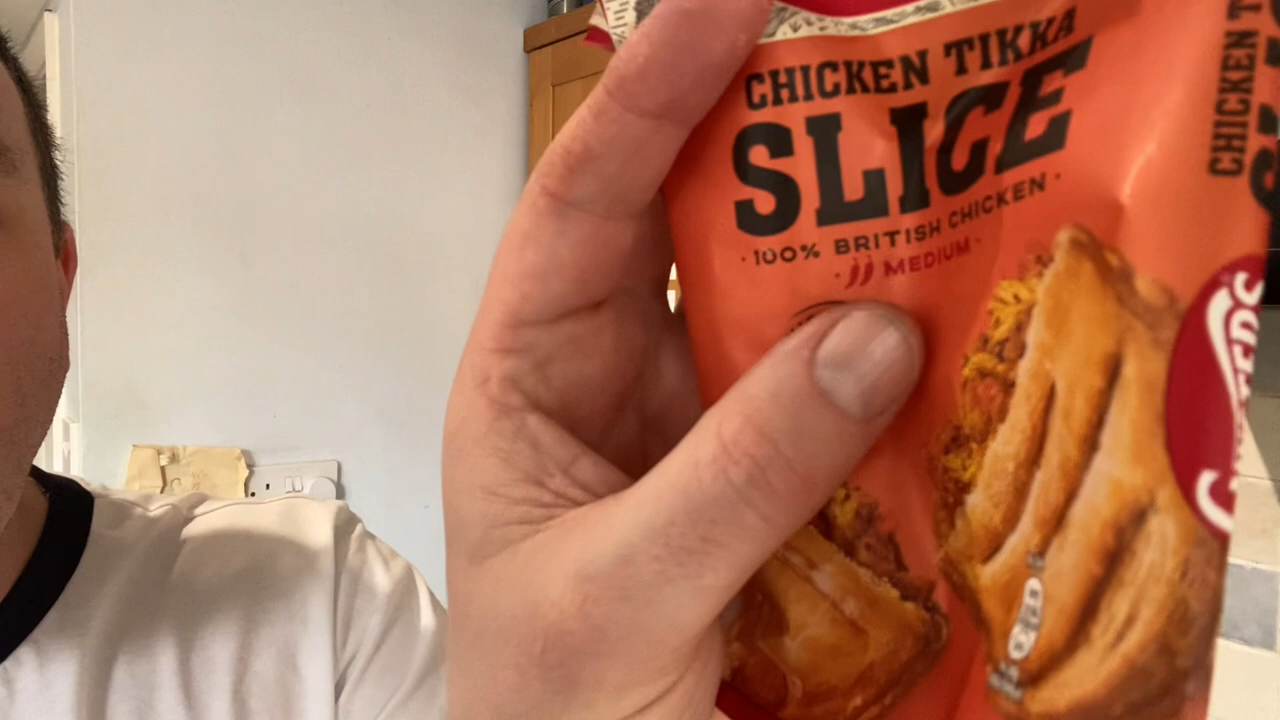 CHICKEN TIKKA
SLICE
·100% BRITISH CHICKEN·
· MEDIUM·
CHICKEN